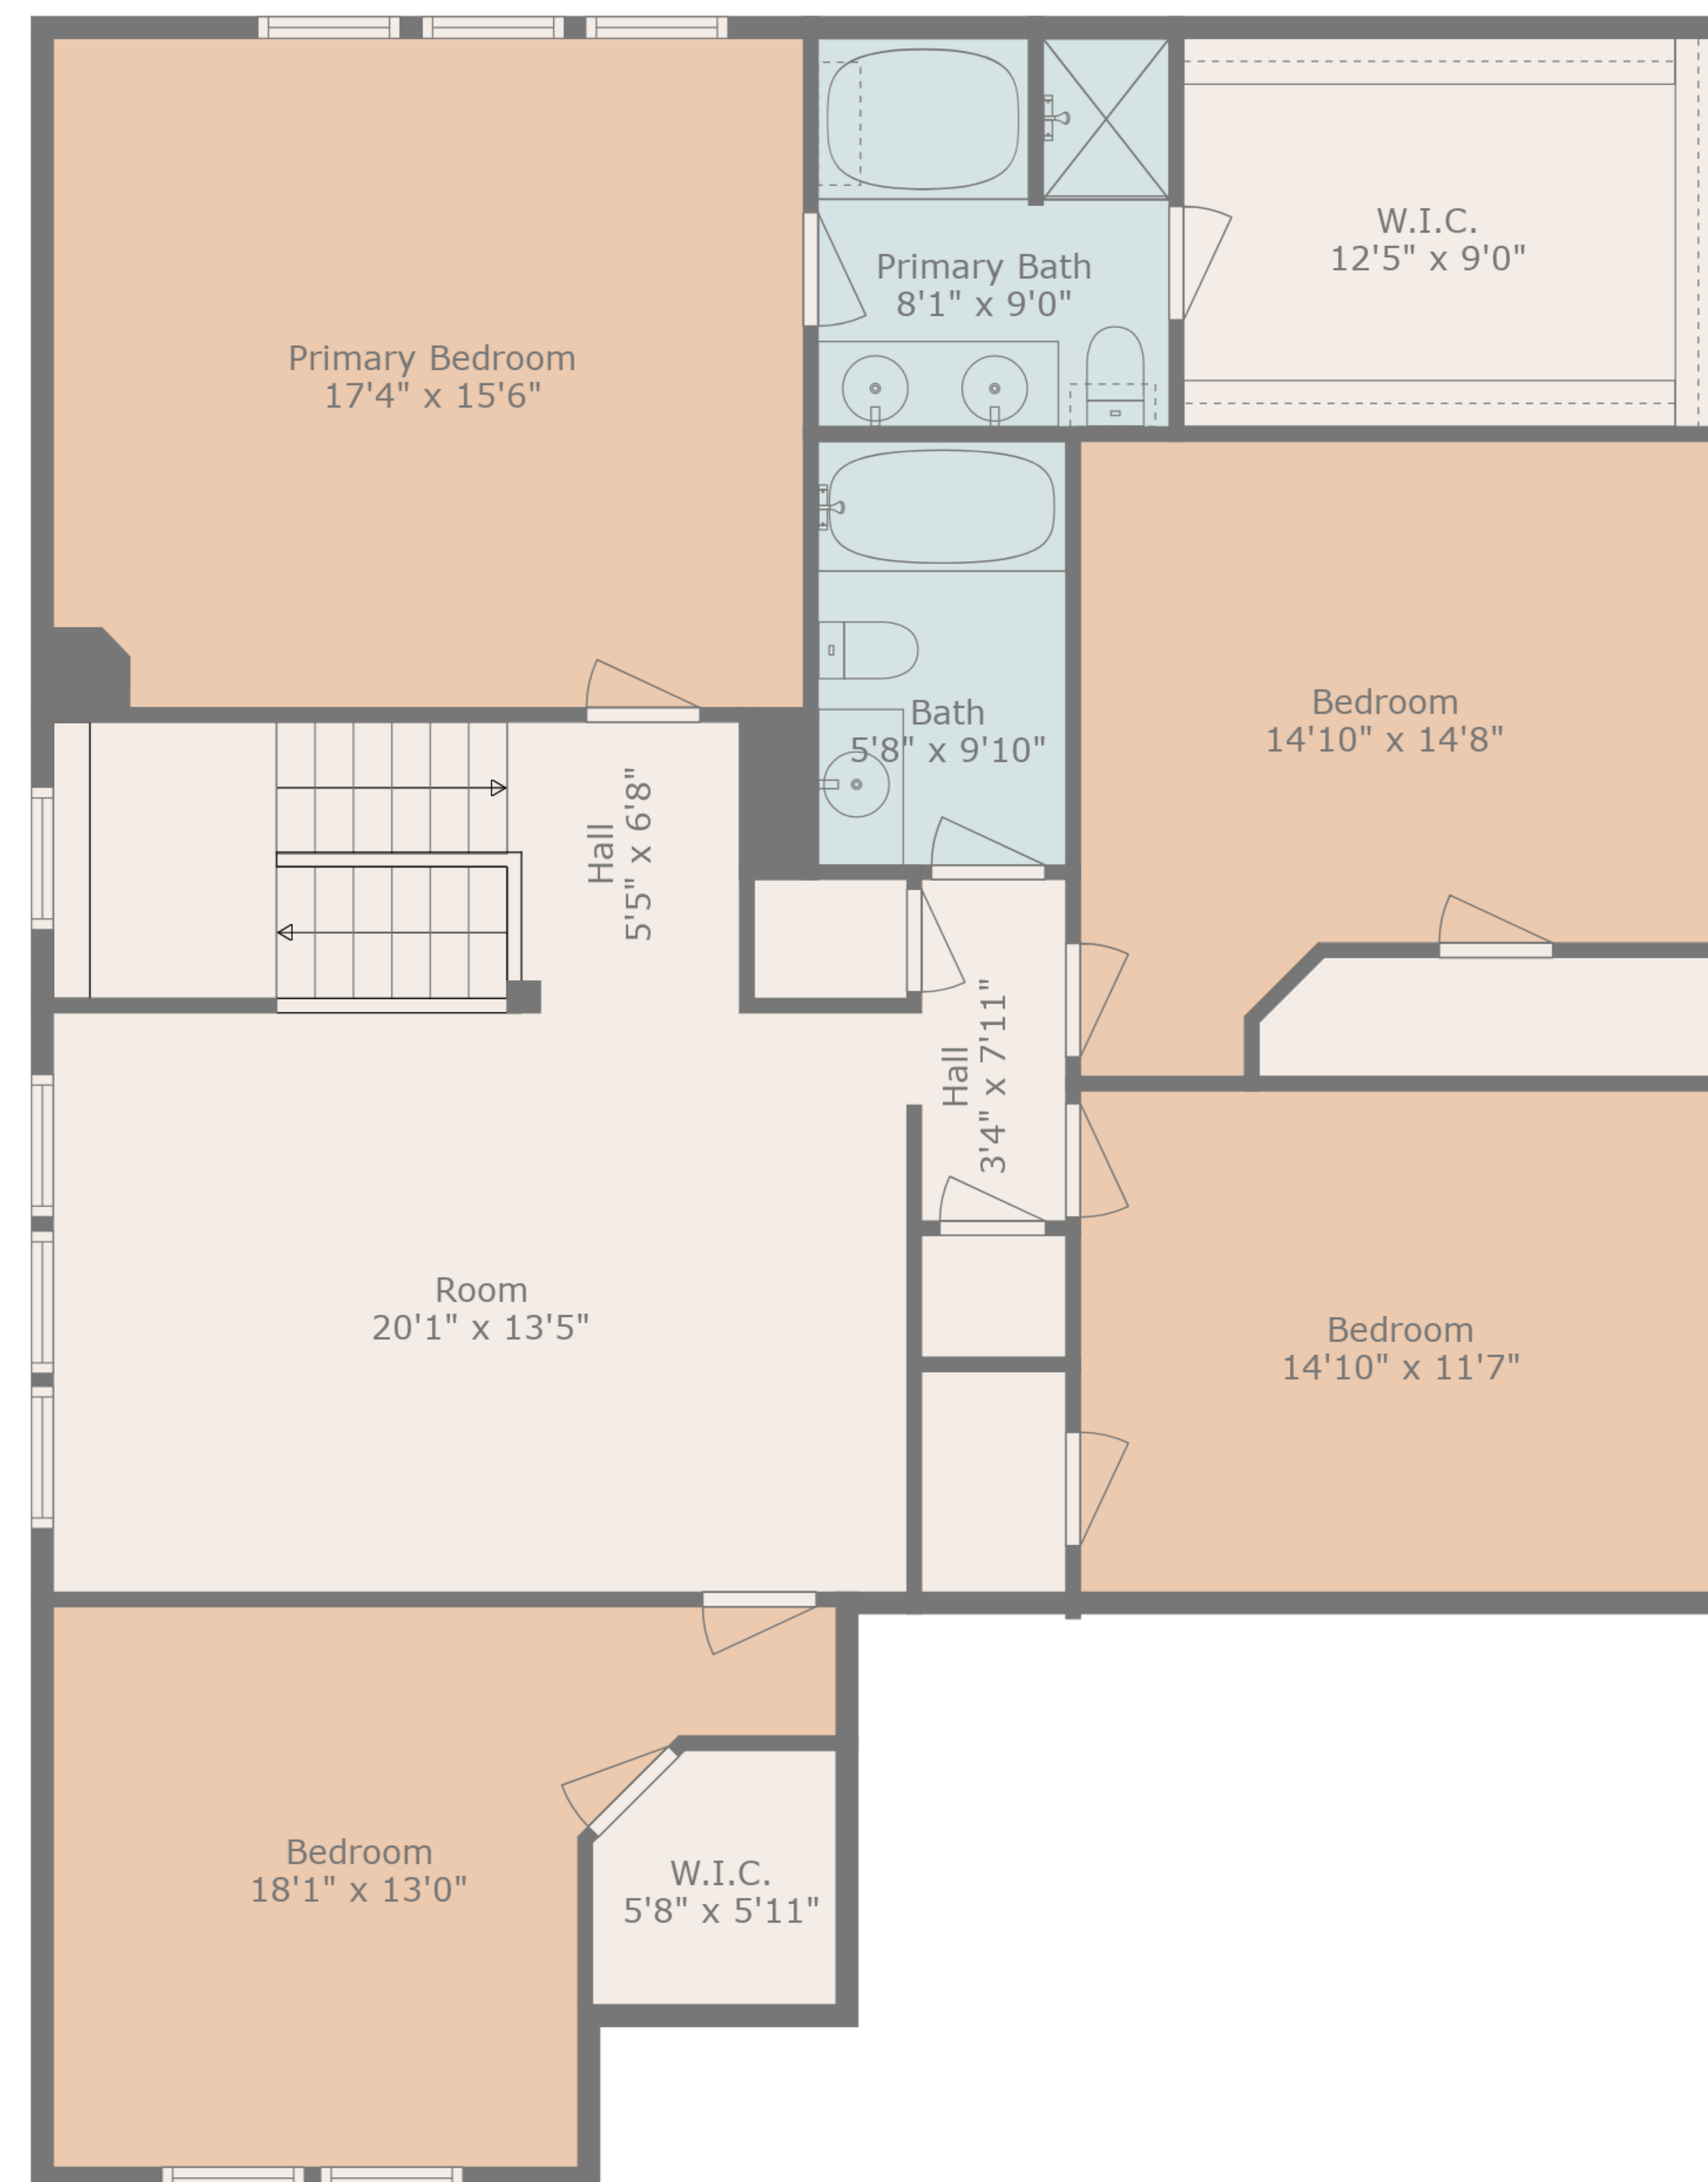 W.I.C.
12'5" x 9'0"
Primary Bath
8'1" x 9'0"
Primary Bedroom
17'4" x 15'6"
Bedroom
14'10" x 14'8"
Bath
5'8" x 9'10"
Hall
5'5" x 6'8"
Hall
3'4" x 7'11"
Room
20'1" x 13'5"
Bedroom
14'10" x 11'7"
Bedroom
18'1" x 13'0"
W.I.C.
5'8" x 5'11"